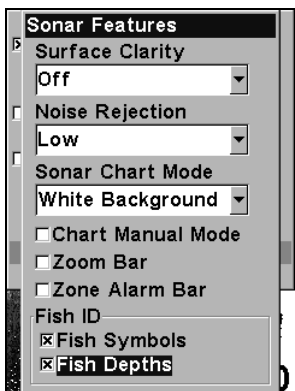 Sonar Features
Surface Clarity
Off
Noise Rejection
Low
Sonar Chart Mode
White Background
Chart Manual Mode
Zoom Bar
Zone Alarm Bar
Fish ID
Fish Symbols
Fish Depths